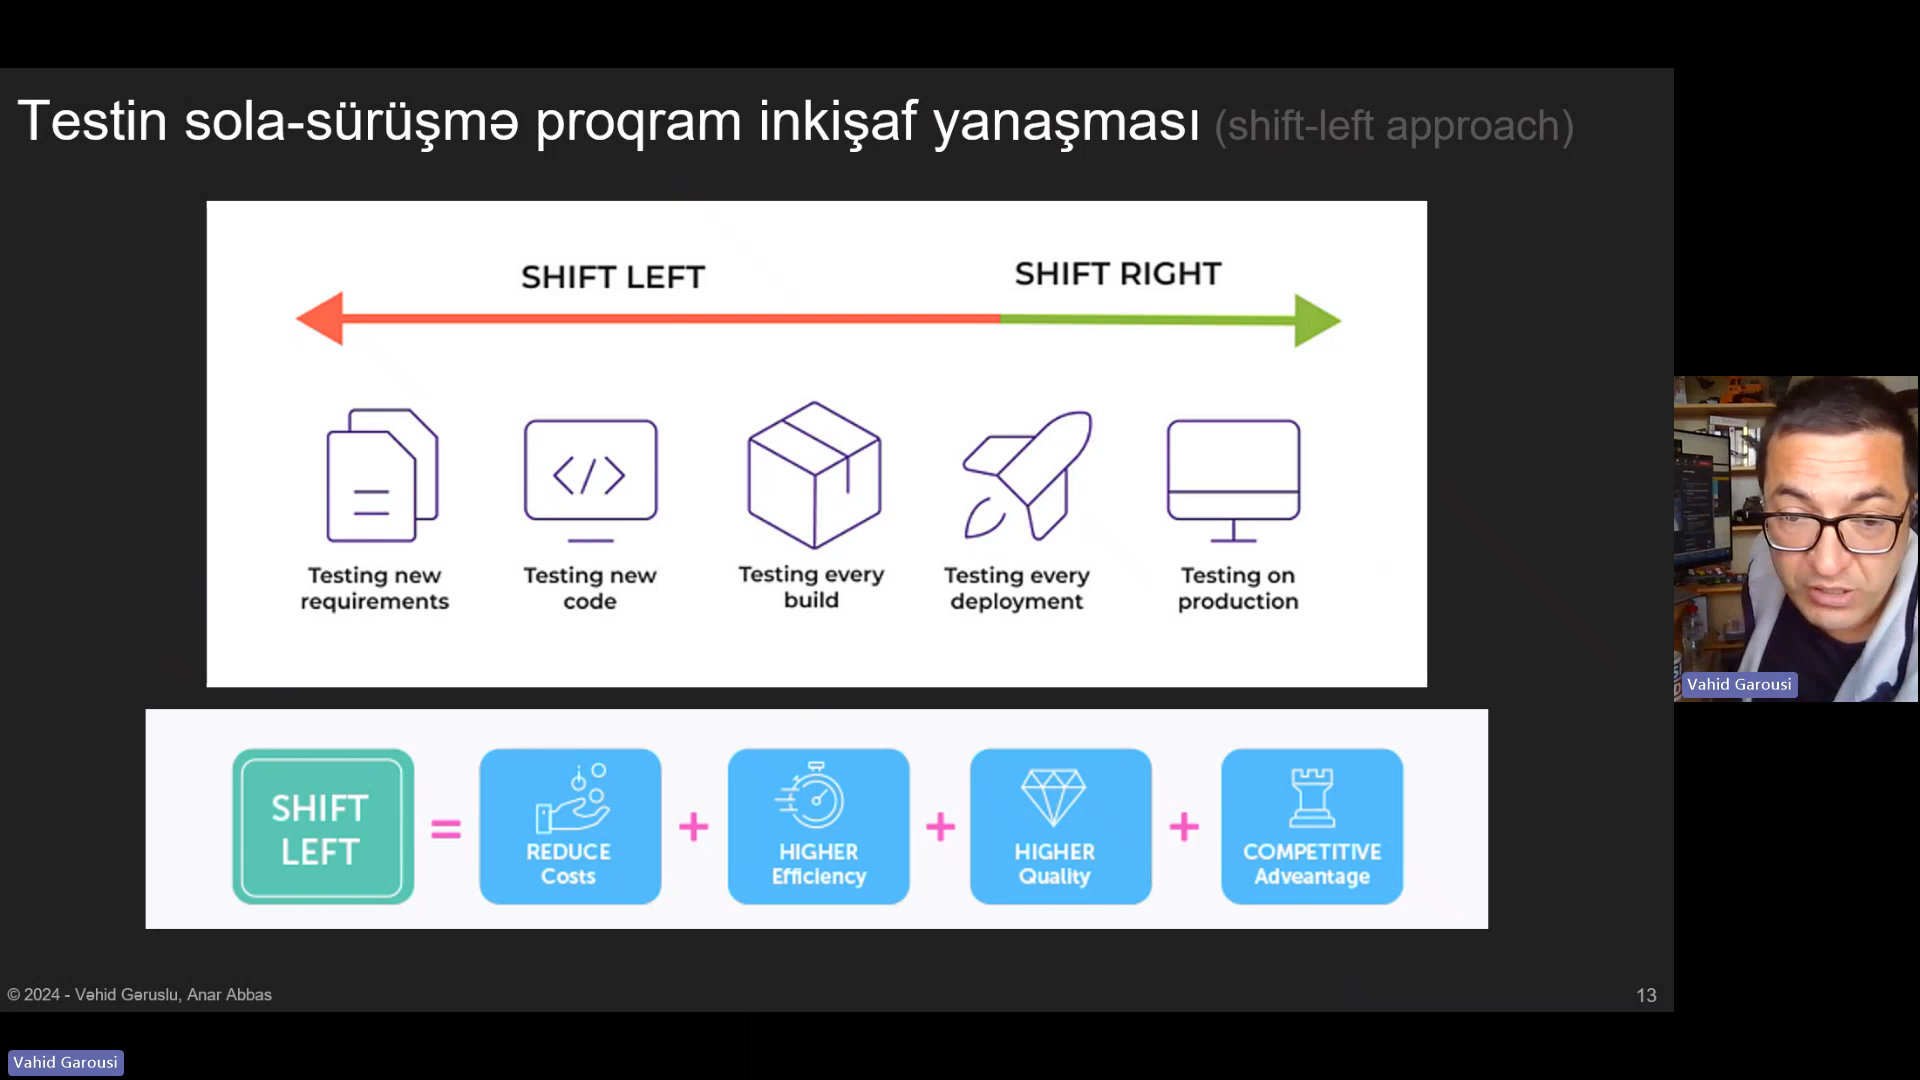 Testin sola-sürüşmə proqram inkişaf yanaşması (shift-left approach)
SHIFT LEFT
SHIFT RIGHT
Testing new
requirements
Testing new
code
Testing every
build
Testing every
deployment
Testing on
production
SHIFT
LEFT
=
REDUCE
Costs
+
HIGHER
Efficiency
+
HIGHER
Quality
+
COMPETITIVE
Adveantage
© 2024 - Vəhid Gəruslu, Anar Abbas
13
Vahid Garousi
Vahid Garousi